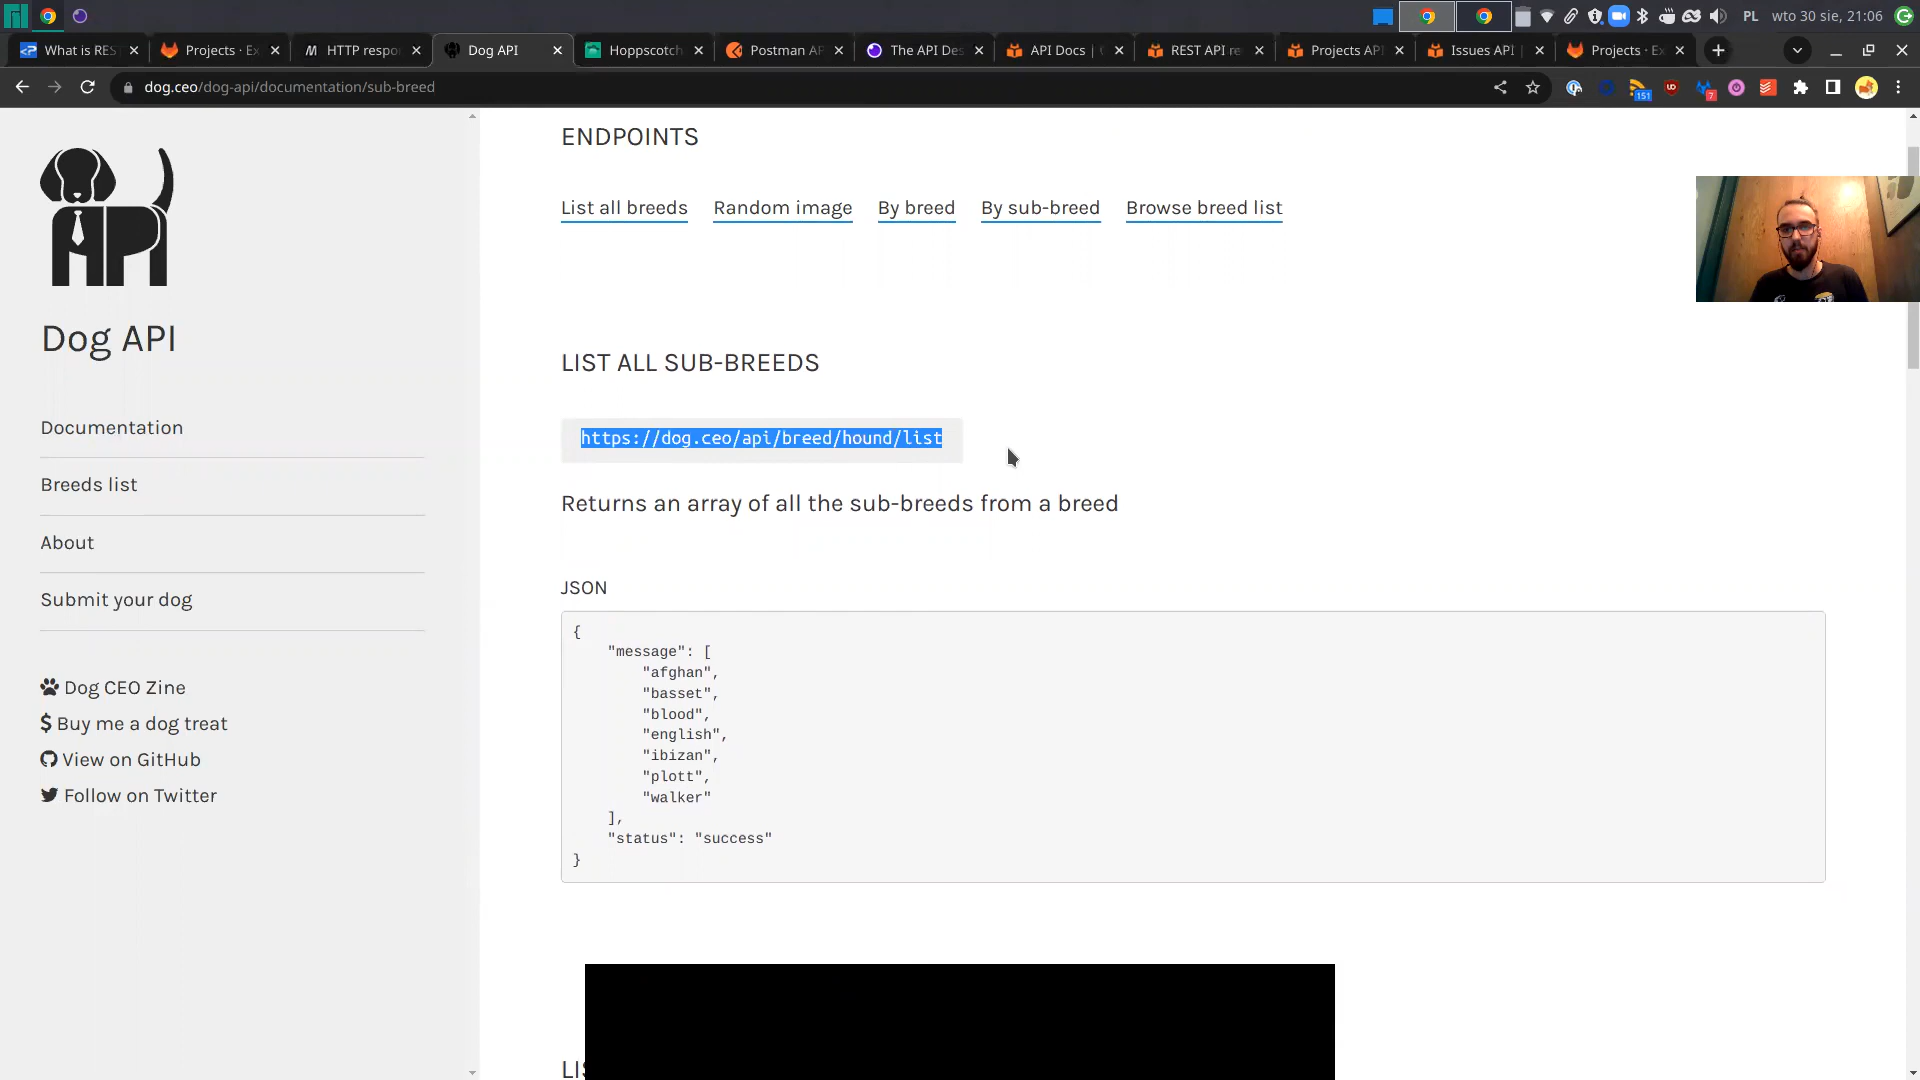 PL
wto 30 sie, 21:06
What is RES
Projects · Ex
HTTP respo
Dog API
Hoppscotch
Postman AP
The API Des
API Docs |
REST API re
Projects API
Issues API |
Projects · Ex
dog.ceo/dog-api/documentation/sub-breed
151
7
ENDPOINTS
List all breeds
Random image
By breed
By sub-breed
Browse breed list
Dog API
Documentation
Breeds list
About
Submit your dog
Dog CEO Zine
Buy me a dog treat
View on GitHub
Follow on Twitter
LIST ALL SUB-BREEDS
https://dog.ceo/api/breed/hound/list
Returns an array of all the sub-breeds from a breed
JSON
{
"message": [
"afghan",
"basset",
"blood",
"english",
"ibizan",
"plott",
"walker"
],
"status": "success"
}